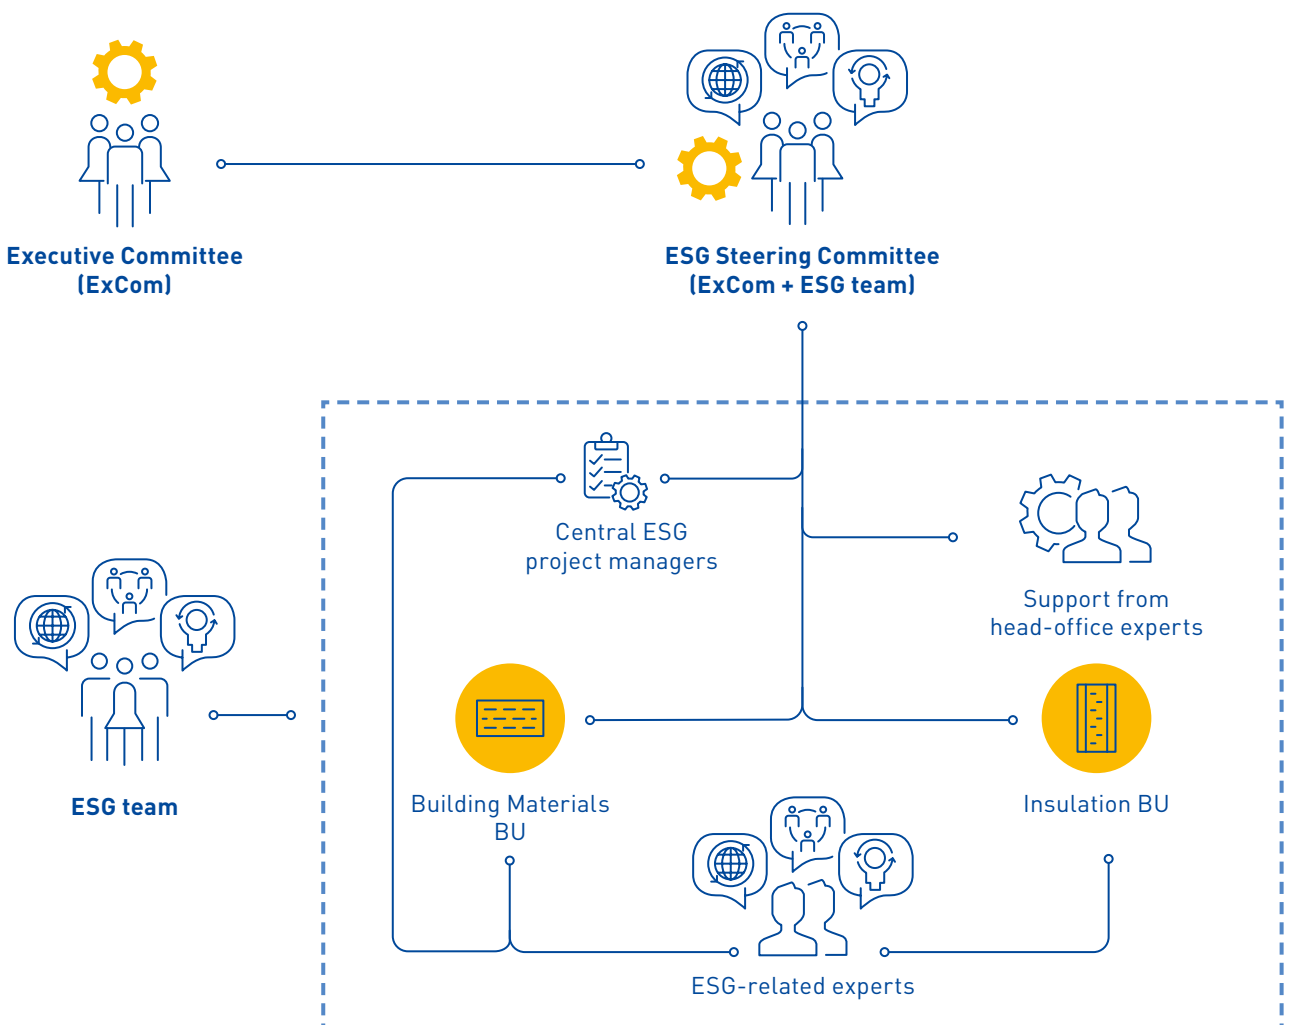 Executive Committee
(ExCom)
ESG Steering Committee
(ExCom + ESG team)
Central ESG
project managers
Support from
head-office experts
ESG team
Building Materials
BU
Insulation BU
ESG-related experts